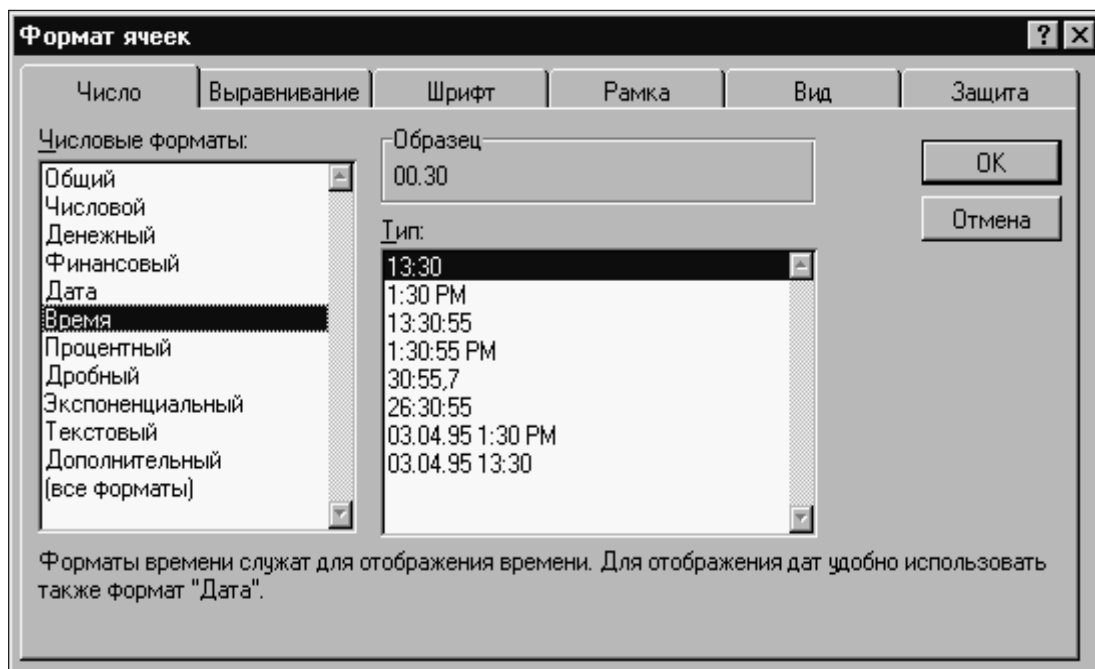 Формат ячеек
Число Выравнивание Шрифт Рамка Вид Защита
Числовые форматы:
Общий
Числовой
Денежный
Финансовый
Дата
Время
Процентный
Дробный
Экспоненциальный
Текстовый
Дополнительный
(все форматы)
Образец
00.30
Тип:
13:30
1:30 PM
13:30:55
1:30:55 PM
30:55,7
26:30:55
03.04.95 1:30 PM
03.04.95 13:30
OK
Отмена
Форматы времени служат для отображения времени. Для отображения дат удобно использовать
также формат "Дата".